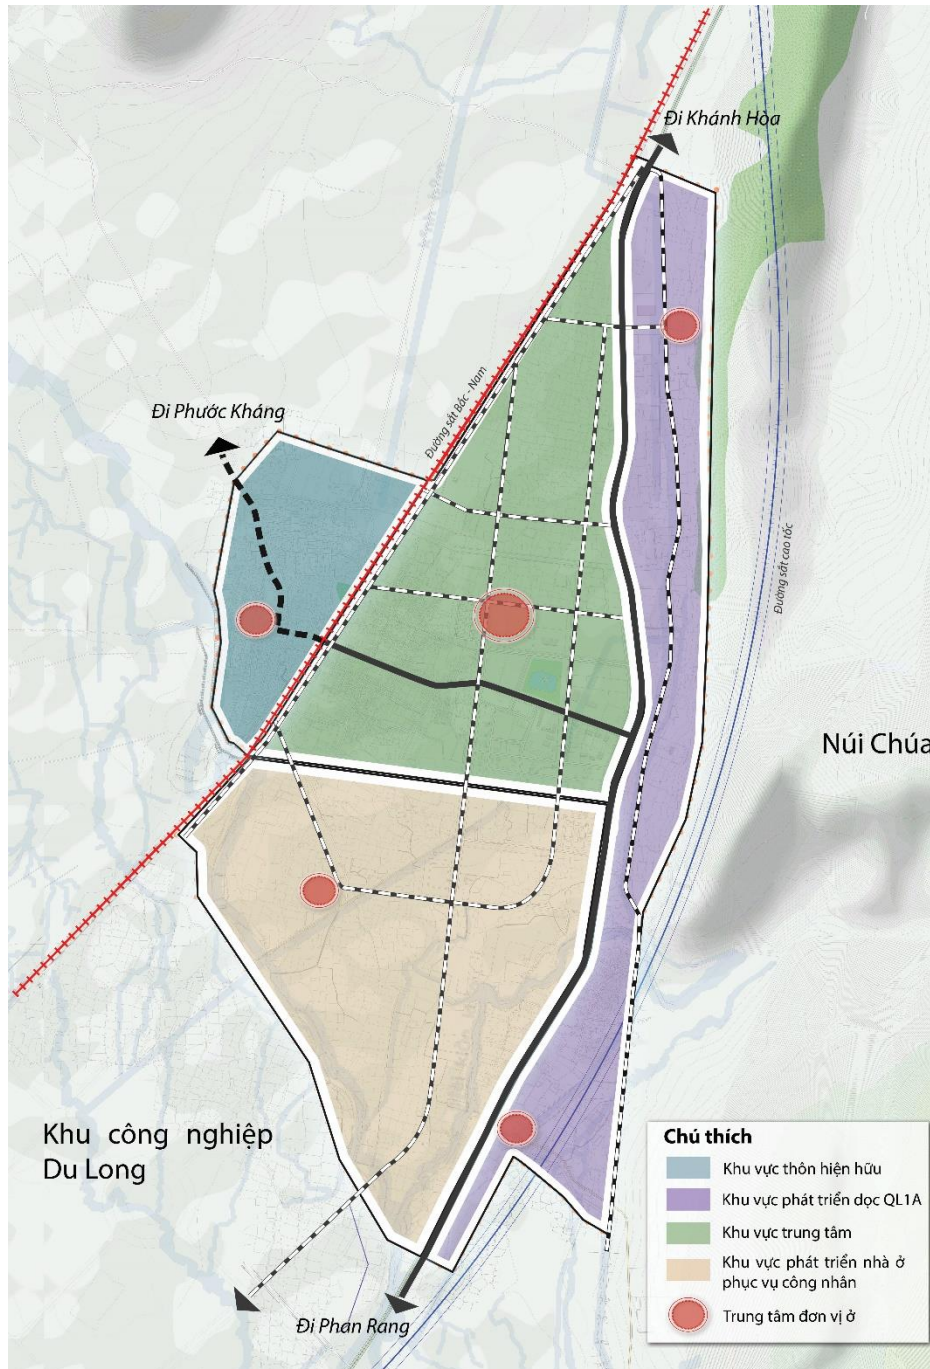 Đi Khánh Hòa
Đường sắt Bắc - Nam
Đi Phước Kháng
Đường sắt cao tốc
Núi Chúa
Khu công nghiệp
Du Long
Đi Phan Rang
Chú thích
Khu vực thôn hiện hữu
Khu vực phát triển dọc QL1A
Khu vực trung tâm
Khu vực phát triển nhà ở
phục vụ công nhân
Trung tâm đơn vị ở